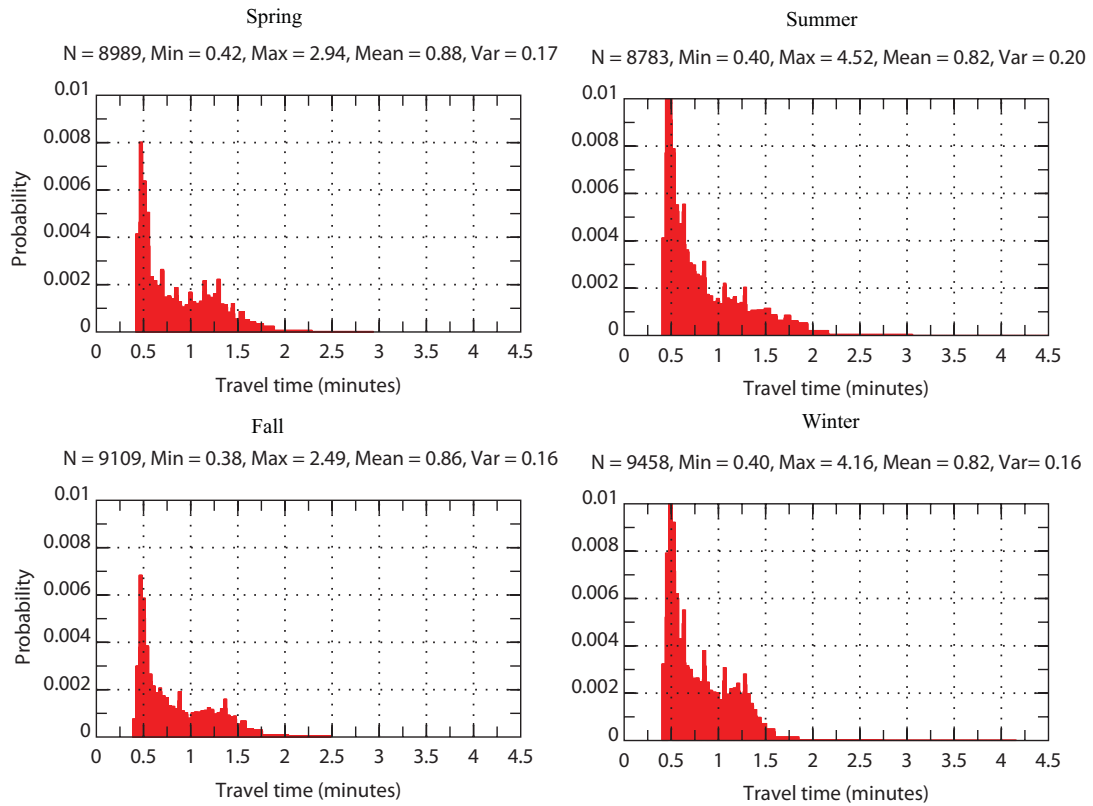 Spring
N = 8989, Min = 0.42, Max = 2.94, Mean = 0.88, Var = 0.17
0.01
0.008
0.006
0.004
0.002
0
Probability
0 0.5 1 1.5 2 2.5 3 3.5 4 4.5
Travel time (minutes)
Summer
N = 8783, Min = 0.40, Max = 4.52, Mean = 0.82, Var = 0.20
0.01
0.008
0.006
0.004
0.002
0
0 0.5 1 1.5 2 2.5 3 3.5 4 4.5
Travel time (minutes)
Fall
N = 9109, Min = 0.38, Max = 2.49, Mean = 0.86, Var = 0.16
0.01
0.008
0.006
0.004
0.002
0
Probability
0 0.5 1 1.5 2 2.5 3 3.5 4 4.5
Travel time (minutes)
Winter
N = 9458, Min = 0.40, Max = 4.16, Mean = 0.82, Var= 0.16
0.01
0.008
0.006
0.004
0.002
0
0 0.5 1 1.5 2 2.5 3 3.5 4 4.5
Travel time (minutes)